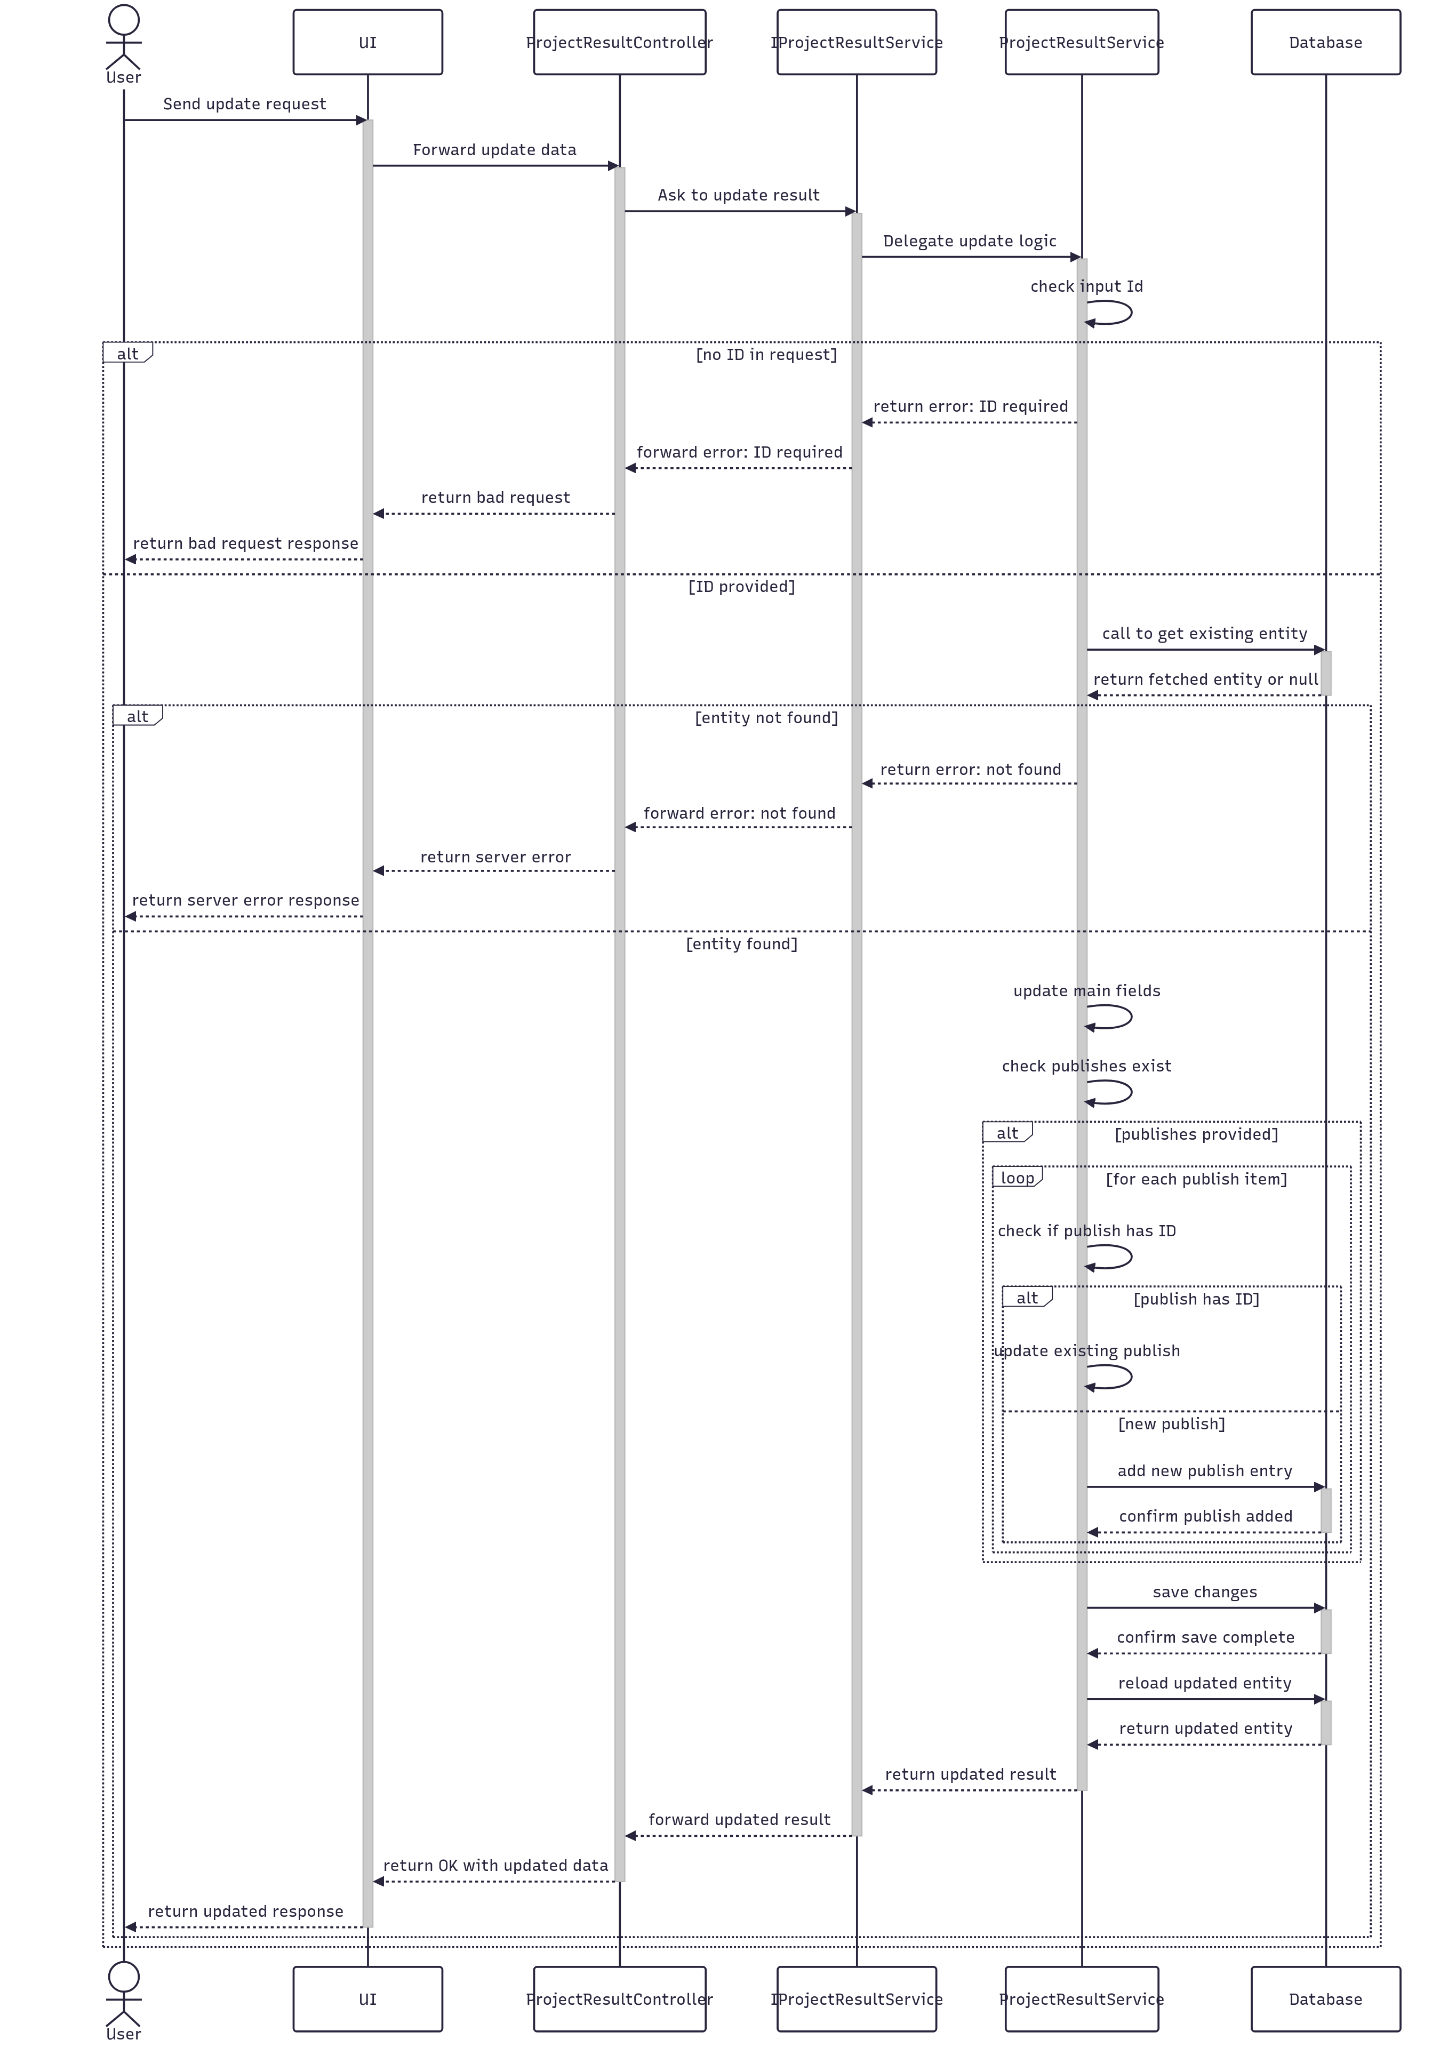 User
UI
ProjectResultController
IProjectResultService
ProjectResultService
Database
Send update request
Forward update data
Ask to update result
Delegate update logic
check input Id
alt
[no ID in request]
return error: ID required
forward error: ID required
return bad request
return bad request response
[ID provided]
call to get existing entity
return fetched entity or null
alt
[entity not found]
return error: not found
forward error: not found
return server error
return server error response
[entity found]
update main fields
check publishes exist
alt
[publishes provided]
loop
[for each publish item]
check if publish has ID
alt
[publish has ID]
update existing publish
[new publish]
add new publish entry
confirm publish added
save changes
confirm save complete
reload updated entity
return updated entity
return updated result
forward updated result
return OK with updated data
return updated response
User
UI
ProjectResultController
IProjectResultService
ProjectResultService
Database